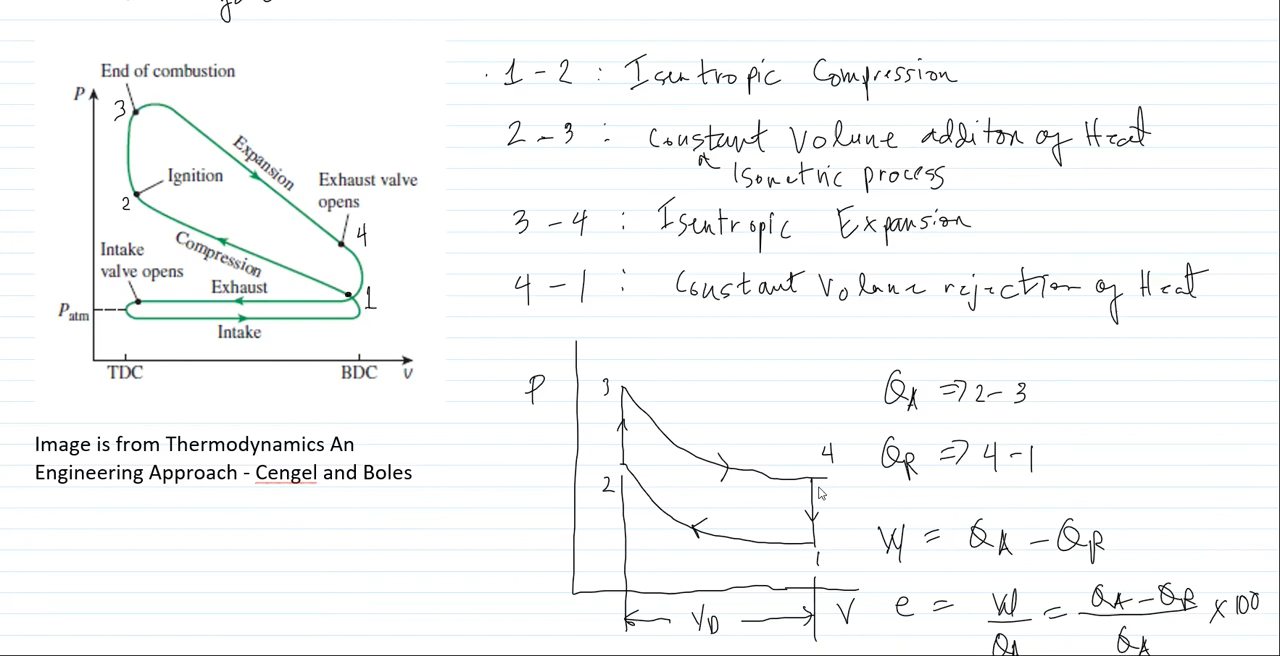 End of combustion
P
3
Expansion
Ignition
Exhaust valve
opens
2
4
Compression
Intake
valve opens
Exhaust
1
Patm
Intake
TDC
BDC
v
Image is from Thermodynamics An
Engineering Approach - Cengel and Boles
1 - 2 : Isentropic Compression
2 - 3 : Constant Volume additon of Heat
Isometric process
3 - 4 : Isentropic Expansion
4 - 1 : Constant Volume rejection of Heat
P
3
4
2
1
VD
V
QA => 2 - 3
QR => 4 - 1
W = QA - QR
e = W/QA = QA - QR/QA x 100